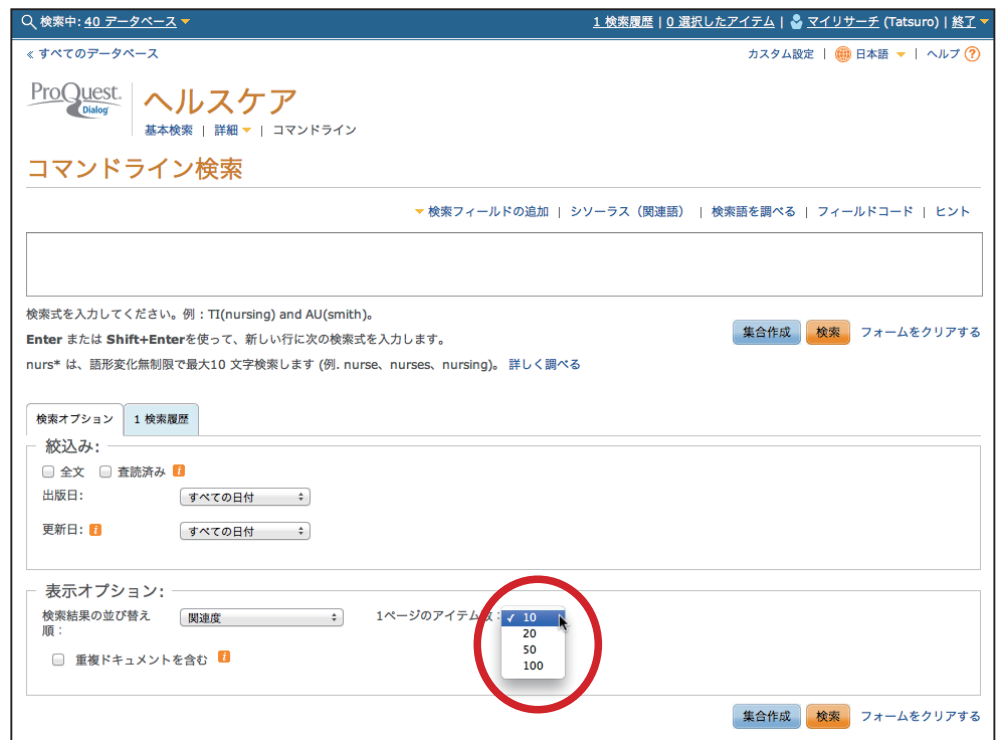 検索中: 40 データベース
1 検索履歴 | 0 選択したアイテム | マイリサーチ (Tatsuro) | 終了
« すべてのデータベース
カスタム設定 | 日本語 | ヘルプ ?
ProQuest
Dialog
ヘルスケア
基本検索 | 詳細 | コマンドライン
コマンドライン検索
検索フィールドの追加 | シソーラス（関連語） | 検索語を調べる | フィールドコード | ヒント
検索式を入力してください。例：TI(nursing) and AU(smith)。
Enter または Shift+Enterを使って、新しい行に次の検索式を入力します。
nurs* は、語形変化無制限で最大10 文字検索します (例. nurse、nurses、nursing)。 詳しく調べる
集合作成 検索 フォームをクリアする
検索オプション 1 検索履歴
絞込み:
全文 査読済み i
出版日: すべての日付
更新日: i すべての日付
表示オプション:
検索結果の並び替え順： 関連度
1ページのアイテム数： ✓ 10
20
50
100
重複ドキュメントを含む i
集合作成 検索 フォームをクリアする